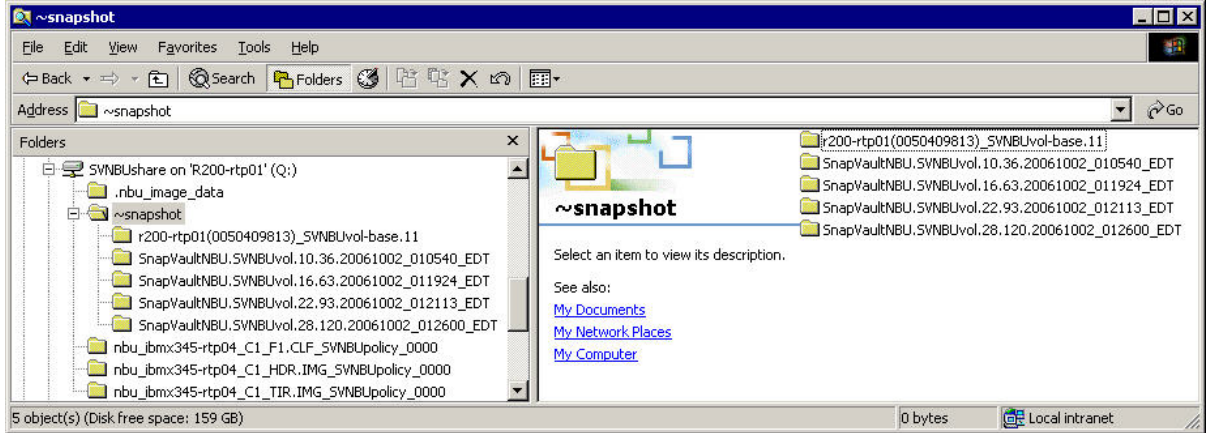 ~snapshot
File Edit View Favorites Tools Help
Back Search Folders
Address ~snapshot Go
Folders ×
SVNBUshare on 'R200-rtp01' (Q:)
.nbu_image_data
~snapshot
r200-rtp01(0050409813)_SVNBUvol-base.11
SnapVaultNBU.SVNBUvol.10.36.20061002_010540_EDT
SnapVaultNBU.SVNBUvol.16.63.20061002_011924_EDT
SnapVaultNBU.SVNBUvol.22.93.20061002_012113_EDT
SnapVaultNBU.SVNBUvol.28.120.20061002_012600_EDT
nbu_ibmx345-rtp04_C1_F1.CLF_SVNBUpolicy_0000
nbu_ibmx345-rtp04_C1_HDR.IMG_SVNBUpolicy_0000
nbu_ibmx345-rtp04_C1_TIR.IMG_SVNBUpolicy_0000
~snapshot
Select an item to view its description.
See also:
My Documents
My Network Places
My Computer
r200-rtp01(0050409813)_SVNBUvol-base.11
SnapVaultNBU.SVNBUvol.10.36.20061002_010540_EDT
SnapVaultNBU.SVNBUvol.16.63.20061002_011924_EDT
SnapVaultNBU.SVNBUvol.22.93.20061002_012113_EDT
SnapVaultNBU.SVNBUvol.28.120.20061002_012600_EDT
5 object(s) (Disk free space: 159 GB) 0 bytes Local intranet